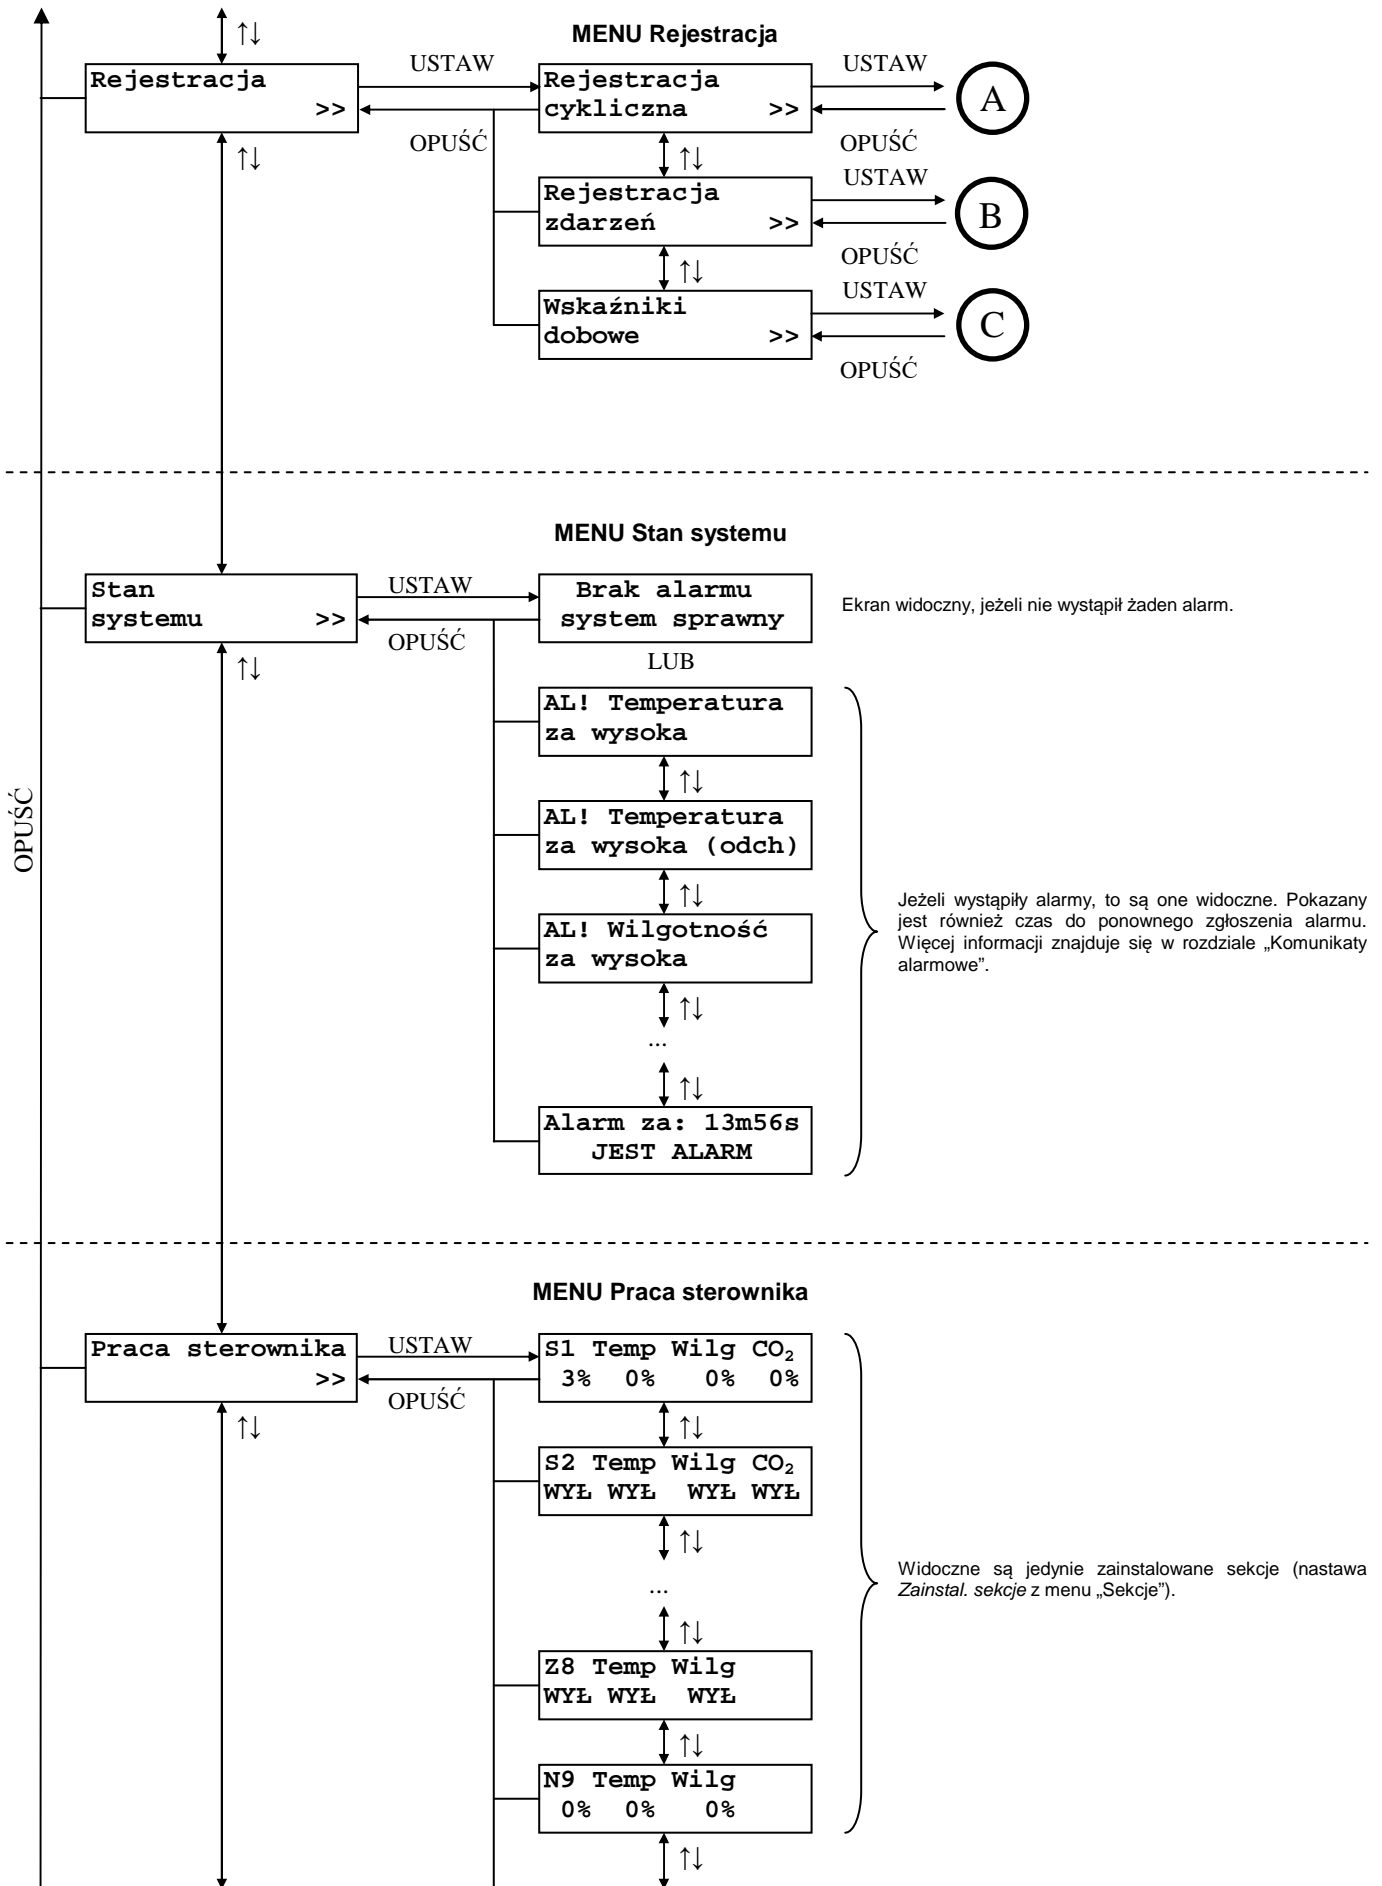 ↑↓
MENU Rejestracja
Rejestracja
>>
USTAW
OPUŚĆ
Rejestracja
cykliczna >>
USTAW
OPUŚĆ
A
↑↓
↑↓
Rejestracja
zdarzeń >>
USTAW
OPUŚĆ
B
↑↓
Wskaźniki
dobowe >>
USTAW
OPUŚĆ
C
MENU Stan systemu
Stan
systemu >>
USTAW
OPUŚĆ
Brak alarmu
system sprawny
Ekran widoczny, jeżeli nie wystąpił żaden alarm.
↑↓
LUB
AL! Temperatura
za wysoka
↑↓
OPUŚĆ
AL! Temperatura
za wysoka (odch)
↑↓
AL! Wilgotność
za wysoka
Jeżeli wystąpiły alarmy, to są one widoczne. Pokazany
jest również czas do ponownego zgłoszenia alarmu.
Więcej informacji znajduje się w rozdziale „Komunikaty
alarmowe”.
↑↓
...
↑↓
Alarm za: 13m56s
JEST ALARM
MENU Praca sterownika
Praca sterownika
>>
USTAW
OPUŚĆ
S1 Temp Wilg CO₂
3% 0% 0% 0%
↑↓
↑↓
S2 Temp Wilg CO₂
WYŁ WYŁ WYŁ WYŁ
↑↓
...
Widoczne są jedynie zainstalowane sekcje (nastawa
Zainstal. sekcje z menu „Sekcje”).
↑↓
Z8 Temp Wilg
WYŁ WYŁ WYŁ
↑↓
N9 Temp Wilg
0% 0% 0%
↑↓